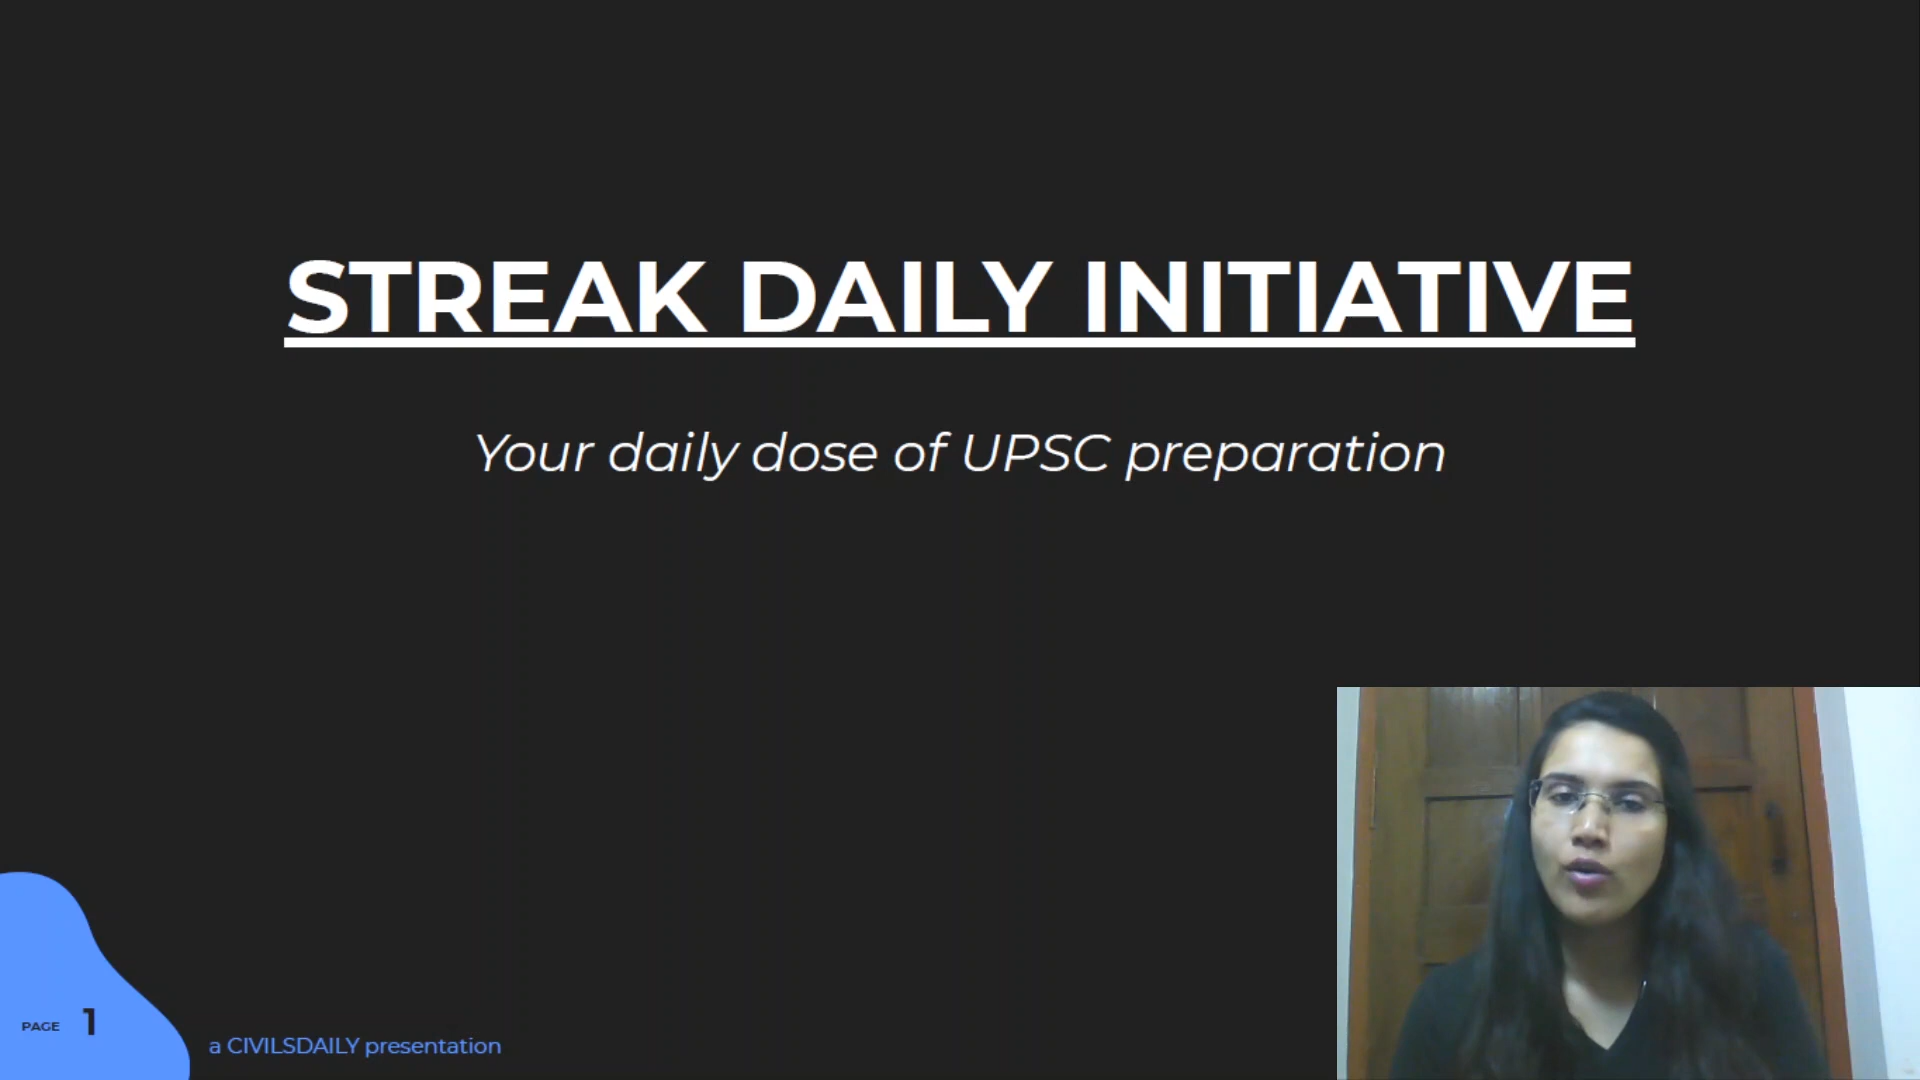 STREAK DAILY INITIATIVE
Your daily dose of UPSC preparation
PAGE 1
a CIVILSDAILY presentation